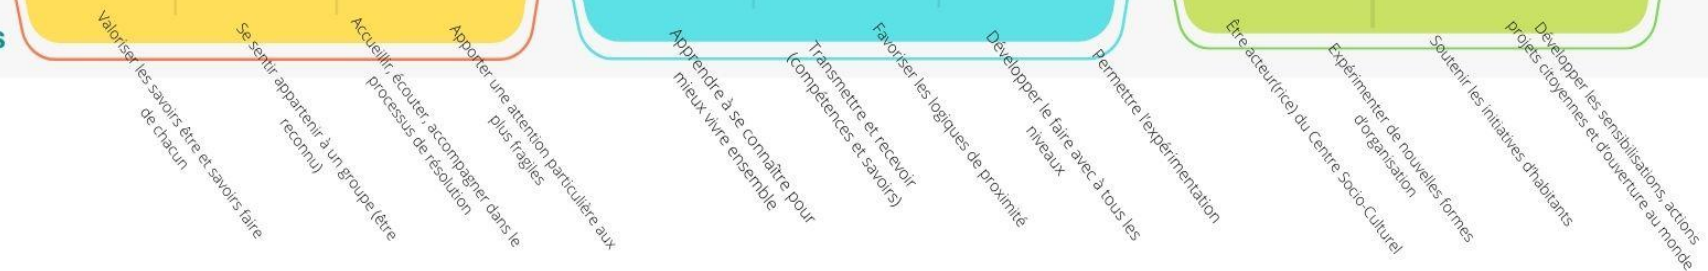 s
Valoriser les savoirs être et savoirs faire
de chacun
Se sentir appartenir à un groupe (être
reconnu)
Accueillir, écouter, accompagner dans le
processus de résolution
Apporter une attention particulière aux
plus fragiles
Apprendre à se connaître pour
mieux vivre ensemble
Transmettre et recevoir
(compétences et savoirs)
Favoriser les logiques de proximité
Développer le faire avec à tous les
niveaux
Permettre l'expérimentation
Être acteur(rice) du Centre Socio-Culturel
Expérimenter de nouvelles formes
d'organisation
Soutenir les initiatives d'habitants
Développer les sensibilisations, actions
projets citoyennes et d'ouverture au monde